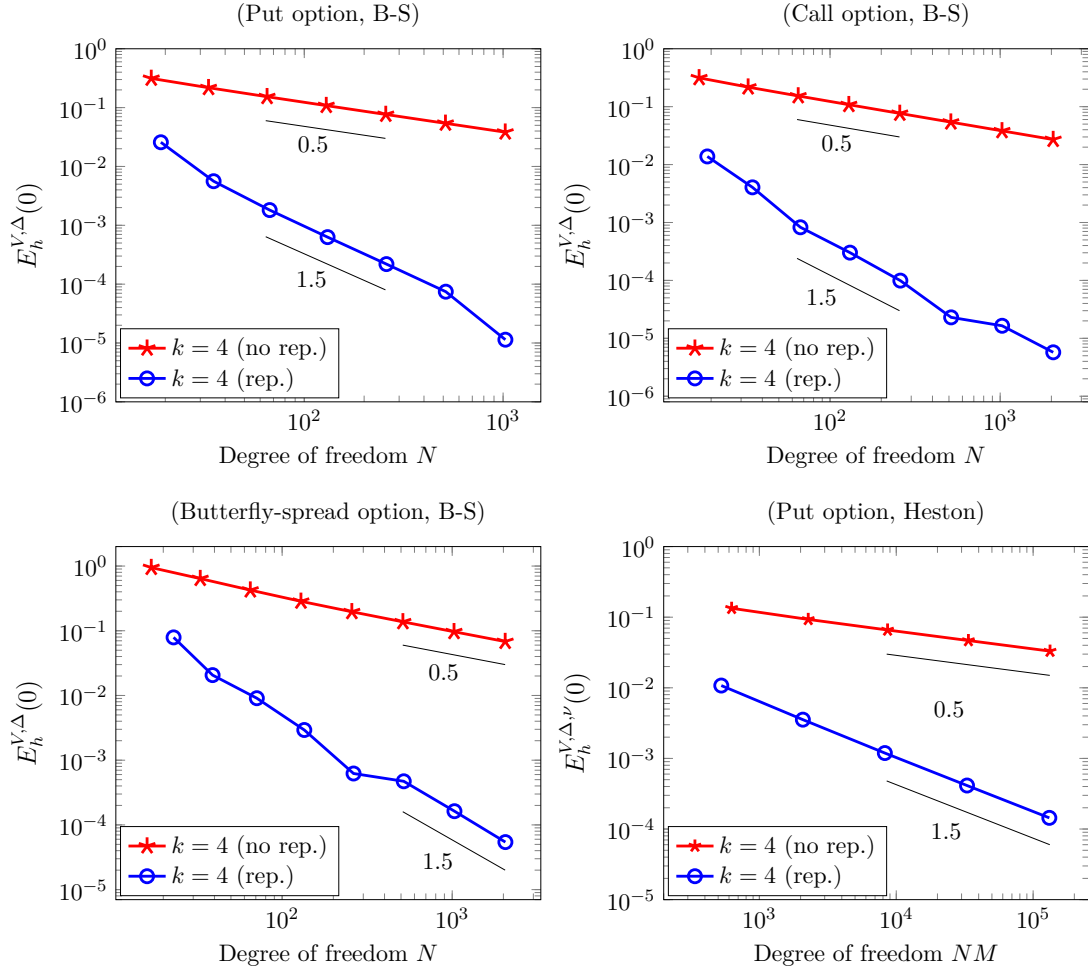 (Put option, B-S)
10^0
10^{-1}
10^{-2}
10^{-3}
10^{-4}
10^{-5}
10^{-6}
E_h^{V,Δ}(0)
0.5
1.5
k = 4 (no rep.)
k = 4 (rep.)
10^2
10^3
Degree of freedom N
(Call option, B-S)
10^0
10^{-1}
10^{-2}
10^{-3}
10^{-4}
10^{-5}
10^{-6}
E_h^{V,Δ}(0)
0.5
1.5
k = 4 (no rep.)
k = 4 (rep.)
10^2
10^3
Degree of freedom N
(Butterfly-spread option, B-S)
10^0
10^{-1}
10^{-2}
10^{-3}
10^{-4}
10^{-5}
E_h^{V,Δ}(0)
0.5
1.5
k = 4 (no rep.)
k = 4 (rep.)
10^2
10^3
Degree of freedom N
(Put option, Heston)
10^0
10^{-1}
10^{-2}
10^{-3}
10^{-4}
10^{-5}
E_h^{V,Δ,ν}(0)
0.5
1.5
k = 4 (no rep.)
k = 4 (rep.)
10^3
10^4
10^5
Degree of freedom NM